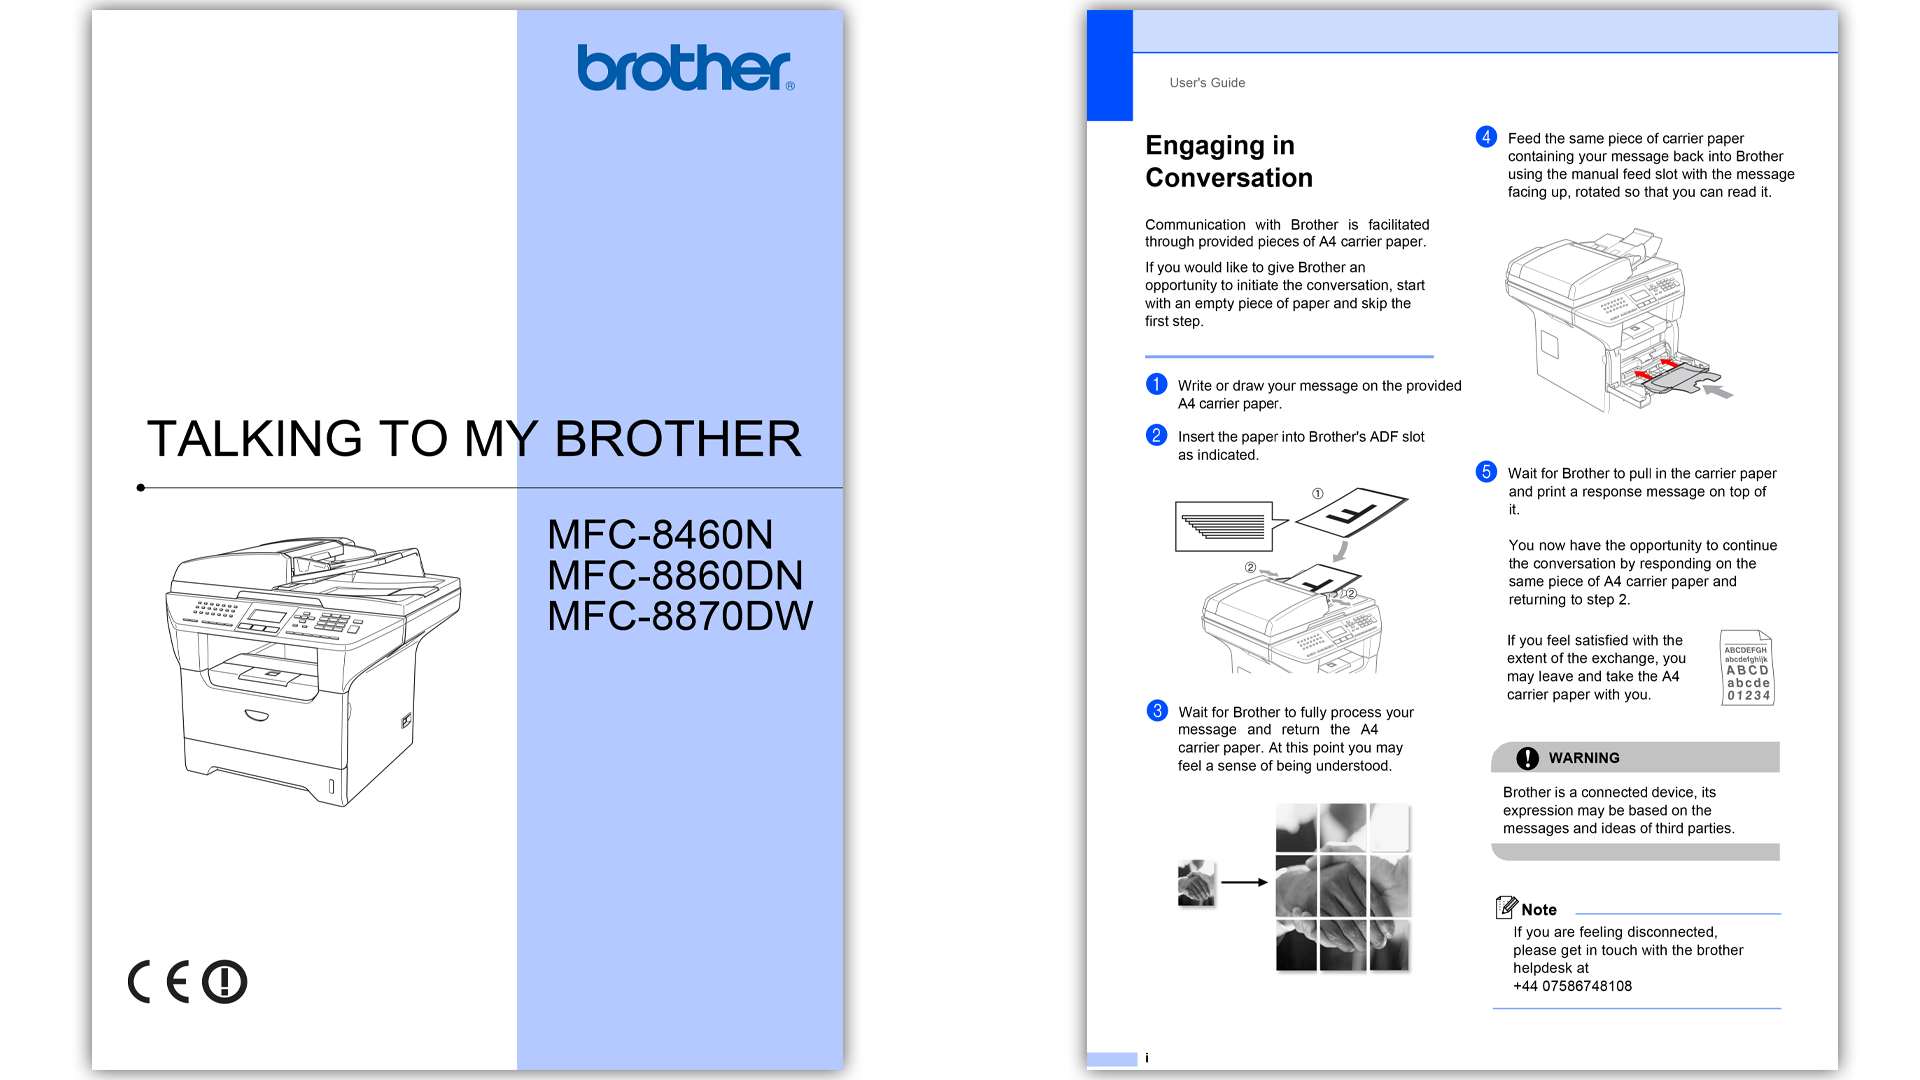 brother®
TALKING TO MY BROTHER
MFC-8460N
MFC-8860DN
MFC-8870DW
CE
User's Guide
Engaging in
Conversation
Communication with Brother is facilitated
through provided pieces of A4 carrier paper.
If you would like to give Brother an
opportunity to initiate the conversation, start
with an empty piece of paper and skip the
first step.
1 Write or draw your message on the provided
A4 carrier paper.
2 Insert the paper into Brother's ADF slot
as indicated.
①
F
②
②
3 Wait for Brother to fully process your
message and return the A4
carrier paper. At this point you may
feel a sense of being understood.
4 Feed the same piece of carrier paper
containing your message back into Brother
using the manual feed slot with the message
facing up, rotated so that you can read it.
5 Wait for Brother to pull in the carrier paper
and print a response message on top of
it.
You now have the opportunity to continue
the conversation by responding on the
same piece of A4 carrier paper and
returning to step 2.
If you feel satisfied with the
extent of the exchange, you
may leave and take the A4
carrier paper with you.
ABCDEFGH
abcdefghijk
ABCD
abcde
01234
WARNING
Brother is a connected device, its
expression may be based on the
messages and ideas of third parties.
Note
If you are feeling disconnected,
please get in touch with the brother
helpdesk at
+44 07586748108
i